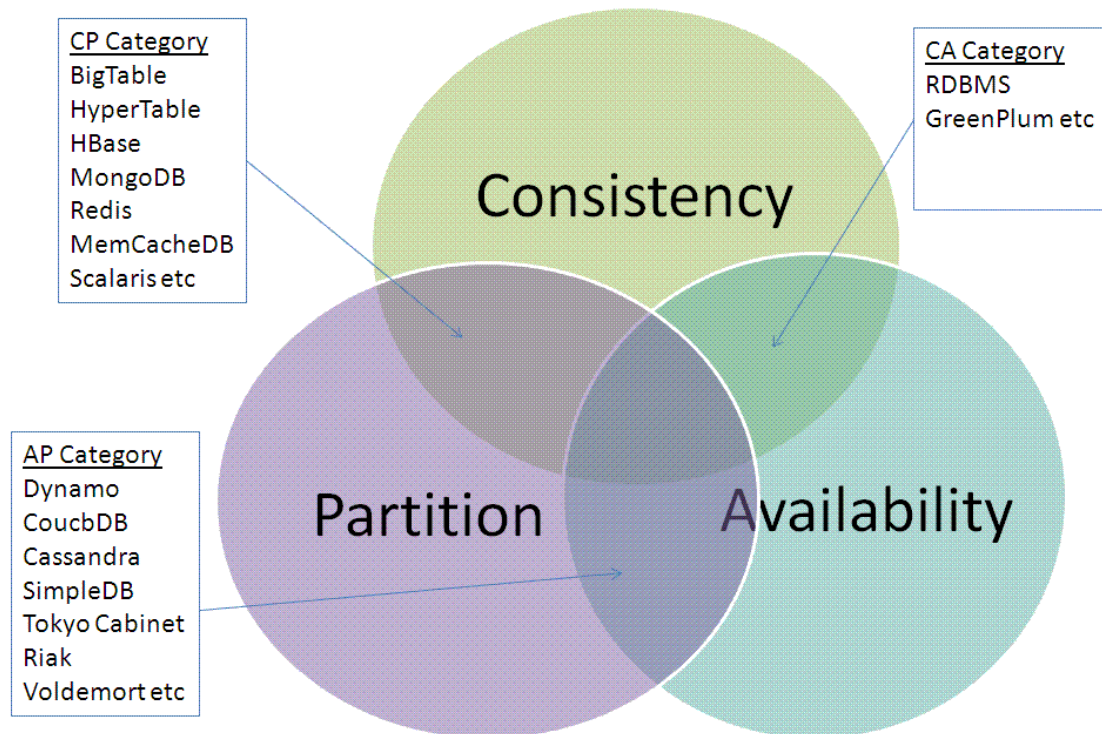 CP Category
BigTable
HyperTable
HBase
MongoDB
Redis
MemCacheDB
Scalaris etc
CA Category
RDBMS
GreenPlum etc
Consistency
Partition
Availability
AP Category
Dynamo
CoucbDB
Cassandra
SimpleDB
Tokyo Cabinet
Riak
Voldemort etc